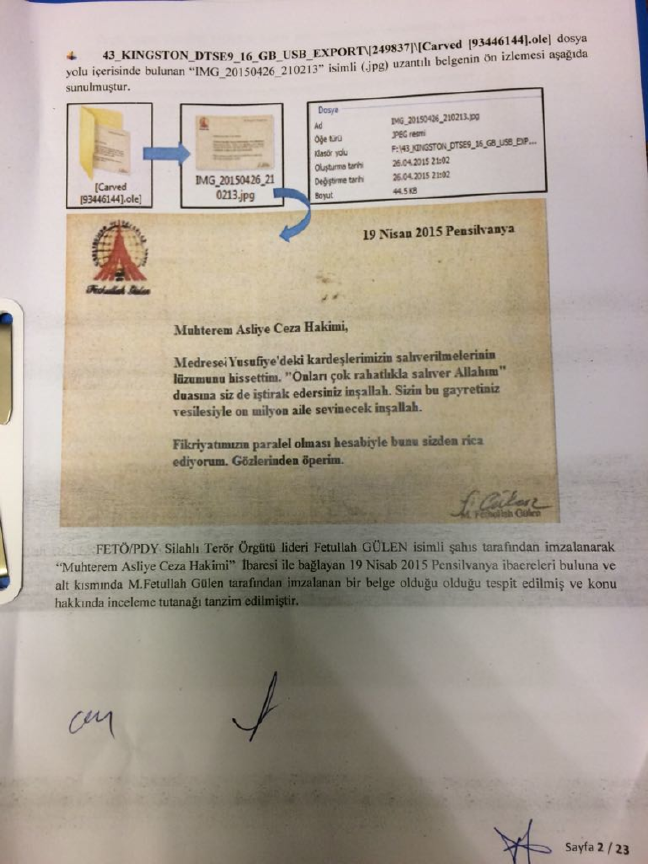 43_KINGSTON_DTSE9_16_GB_USB_EXPORT\[249837]\[Carved [93446144].ole] dosya
yolu içerisinde bulunan “IMG_20150426_210213” isimli (.jpg) uzantılı belgenin ön izlemesi aşağıda
sunulmuştur.
[Carved
[93446144].ole]
IMG_20150426_21
0213.jpg
Dosya
Ad IMG_20150426_210213.jpg
Öğe türü JPEG resmi
Klasör yolu F:\43_KINGSTON_DTSE9_16_GB_USB_EXP...
Oluşturma tarihi 26.04.2015 21:02
Değiştirme tarihi 26.04.2015 21:02
Boyut 44.5 KB
Fethullah Gülen
19 Nisan 2015 Pensilvanya
Muhterem Asliye Ceza Hakimi,
Medresei Yusufiye'deki kardeşlerimizin salıverilmelerinin
lüzumunu hissettim. "Onları çok rahatlıkla salıver Allahım"
duasına siz de iştirak edersiniz inşallah. Sizin bu gayretiniz
vesilesiyle on milyon aile sevinecek inşallah.
Fikriyatımızın paralel olması hesabiyle bunu sizden rica
ediyorum. Gözlerinden öperim.
M. Fethullah Gülen
FETÖ/PDY Silahlı Terör Örgütü lideri Fetullah GÜLEN isimli şahıs tarafından imzalanarak
“Muhterem Asliye Ceza Hakimi” İbaresi ile bağlayan 19 Nisab 2015 Pensilvanya ibaereleri buluna ve
alt kısmında M.Fetullah Gülen tarafından imzalanan bir belge olduğu olduğu tespit edilmiş ve konu
hakkında inceleme tutanağı tanzim edilmiştir.
Sayfa 2 / 23